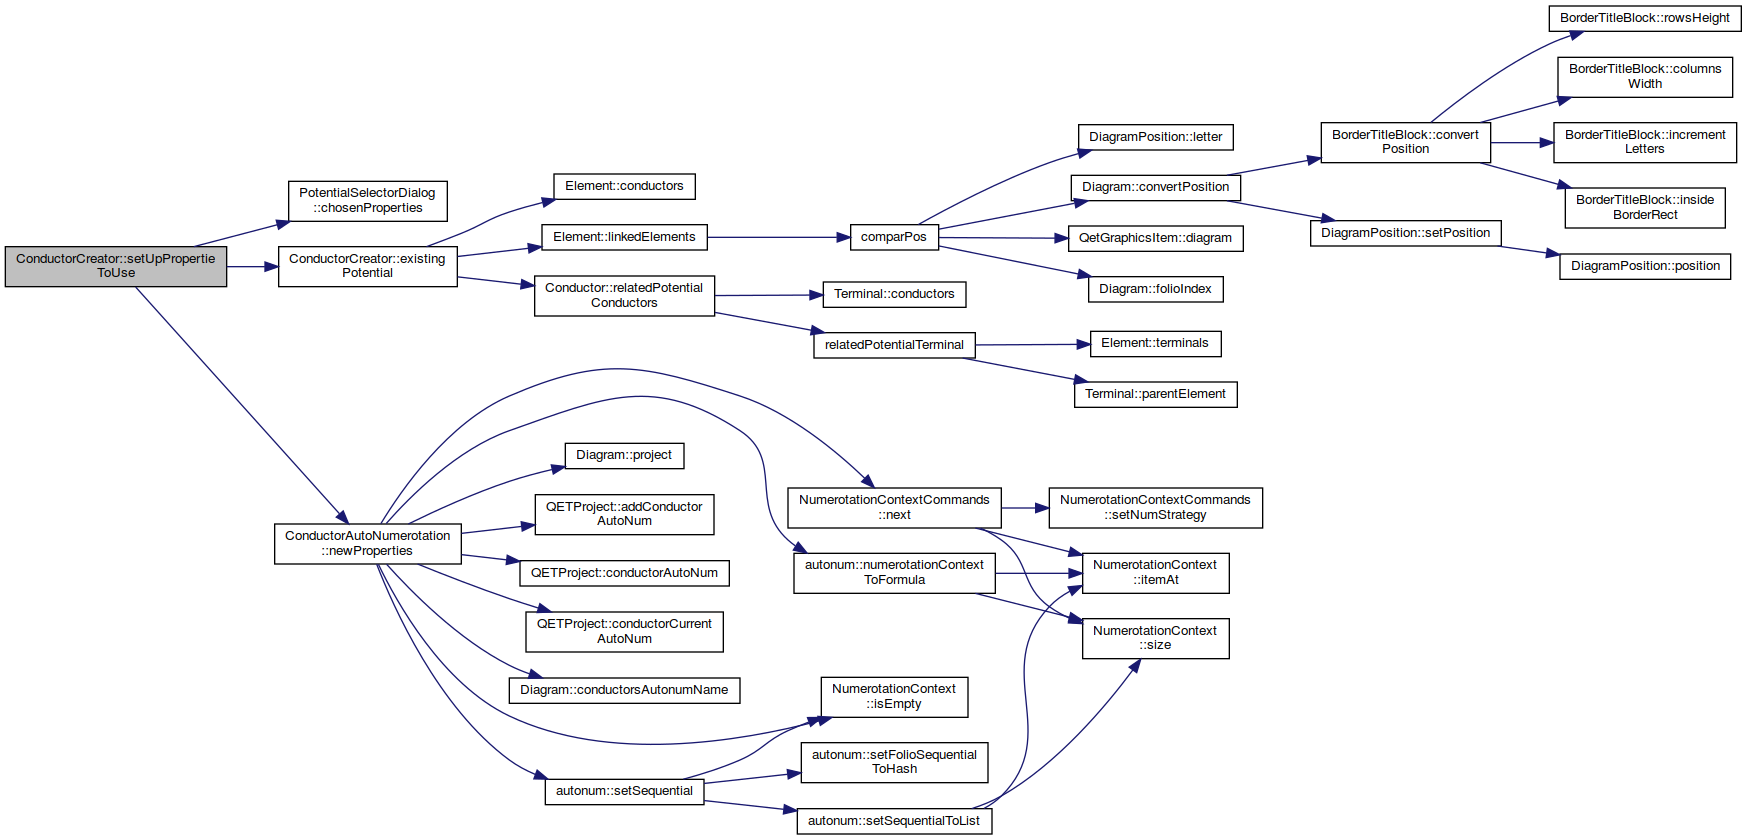 ConductorCreator::setUpPropertie
ToUse
PotentialSelectorDialog
::chosenProperties
ConductorCreator::existing
Potential
Element::conductors
Element::linkedElements
comparPos
DiagramPosition::letter
Diagram::convertPosition
BorderTitleBlock::convert
Position
BorderTitleBlock::rowsHeight
BorderTitleBlock::columns
Width
BorderTitleBlock::increment
Letters
BorderTitleBlock::inside
BorderRect
DiagramPosition::setPosition
DiagramPosition::position
QetGraphicsItem::diagram
Diagram::folioIndex
Conductor::relatedPotential
Conductors
Terminal::conductors
relatedPotentialTerminal
Element::terminals
Terminal::parentElement
ConductorAutoNumerotation
::newProperties
Diagram::project
QETProject::addConductor
AutoNum
QETProject::conductorAutoNum
QETProject::conductorCurrent
AutoNum
Diagram::conductorsAutonumName
NumerotationContextCommands
::next
NumerotationContextCommands
::setNumStrategy
autonum::numerotationContext
ToFormula
NumerotationContext
::itemAt
NumerotationContext
::size
NumerotationContext
::isEmpty
autonum::setSequential
autonum::setFolioSequential
ToHash
autonum::setSequentialToList